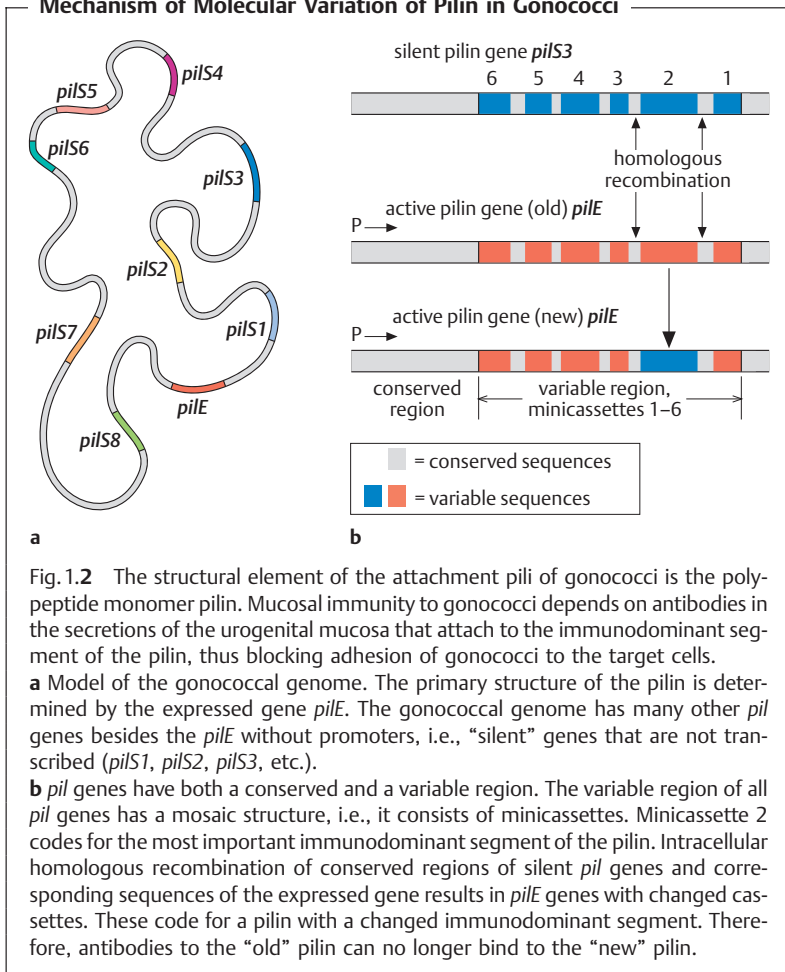 Mechanism of Molecular Variation of Pilin in Gonococci
pilS4
pilS5
pilS6
pilS3
pilS2
pilS1
pilS7
pilE
pilS8
a
silent pilin gene pilS3
6 5 4 3 2 1
homologous
recombination
active pilin gene (old) pilE
P
active pilin gene (new) pilE
P
conserved
region
variable region,
minicassettes 1–6
= conserved sequences
= variable sequences
b
Fig. 1.2 The structural element of the attachment pili of gonococci is the poly-
peptide monomer pilin. Mucosal immunity to gonococci depends on antibodies in
the secretions of the urogenital mucosa that attach to the immunodominant seg-
ment of the pilin, thus blocking adhesion of gonococci to the target cells.
a Model of the gonococcal genome. The primary structure of the pilin is deter-
mined by the expressed gene pilE. The gonococcal genome has many other pil
genes besides the pilE without promoters, i.e., “silent” genes that are not tran-
scribed (pilS1, pilS2, pilS3, etc.).
b pil genes have both a conserved and a variable region. The variable region of all
pil genes has a mosaic structure, i.e., it consists of minicassettes. Minicassette 2
codes for the most important immunodominant segment of the pilin. Intracellular
homologous recombination of conserved regions of silent pil genes and corre-
sponding sequences of the expressed gene results in pilE genes with changed cas-
settes. These code for a pilin with a changed immunodominant segment. There-
fore, antibodies to the “old” pilin can no longer bind to the “new” pilin.